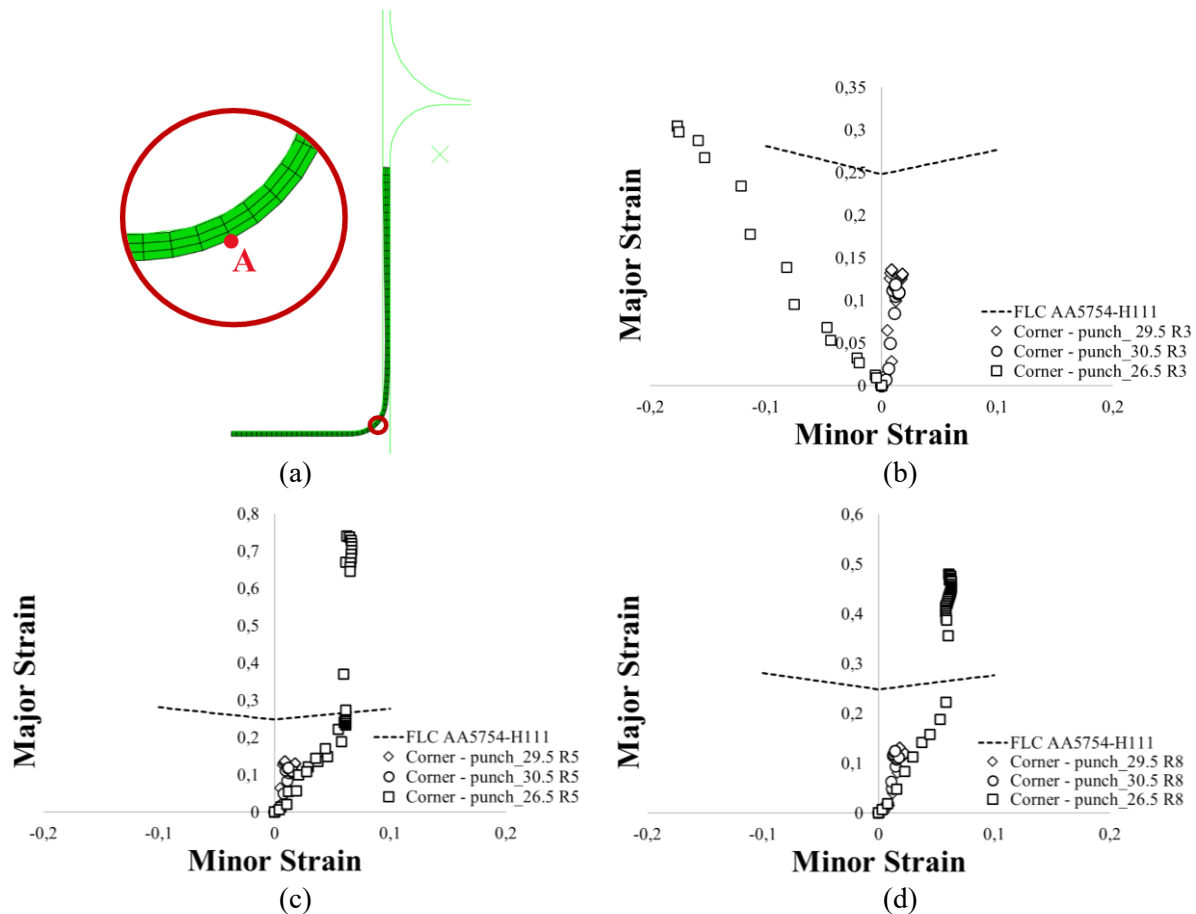 A
(a)
0,35
0,3
0,25
0,2
0,15
0,1
0,05
0
-0,2
-0,1
0
0,1
0,2
Major Strain
Minor Strain
FLC AA5754-H111
Corner - punch_ 29.5 R3
Corner - punch_30.5 R3
Corner - punch_26.5 R3
(b)
0,8
0,7
0,6
0,5
0,4
0,3
0,2
0,1
0
-0,2
-0,1
0
0,1
0,2
Major Strain
Minor Strain
FLC AA5754-H111
Corner - punch_29.5 R5
Corner - punch_30.5 R5
Corner - punch_26.5 R5
(c)
0,6
0,5
0,4
0,3
0,2
0,1
0
-0,2
-0,1
0
0,1
0,2
Major Strain
Minor Strain
FLC AA5754-H111
Corner - punch_29.5 R8
Corner - punch_30.5 R8
Corner - punch_26.5 R8
(d)